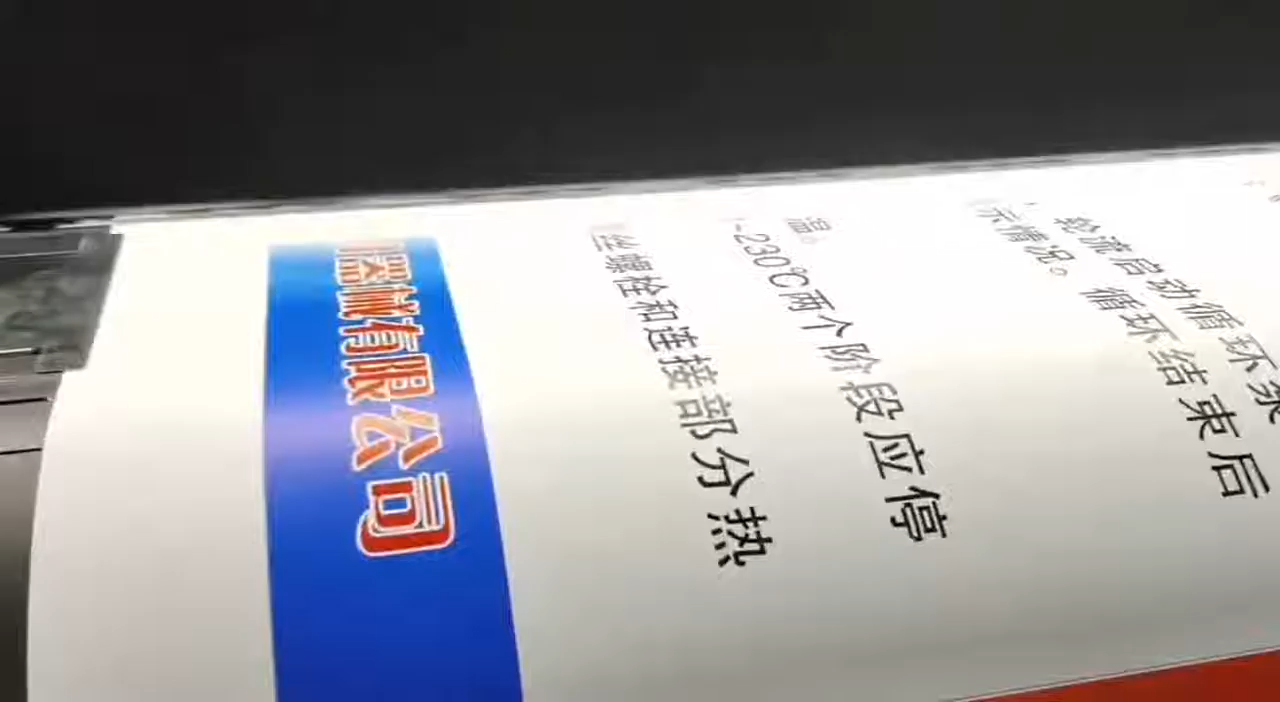 轮流启动循环泵
示情况。循环结束后
温。
-230℃两个阶段应停
丝螺栓和连接部分热
器械有限公司